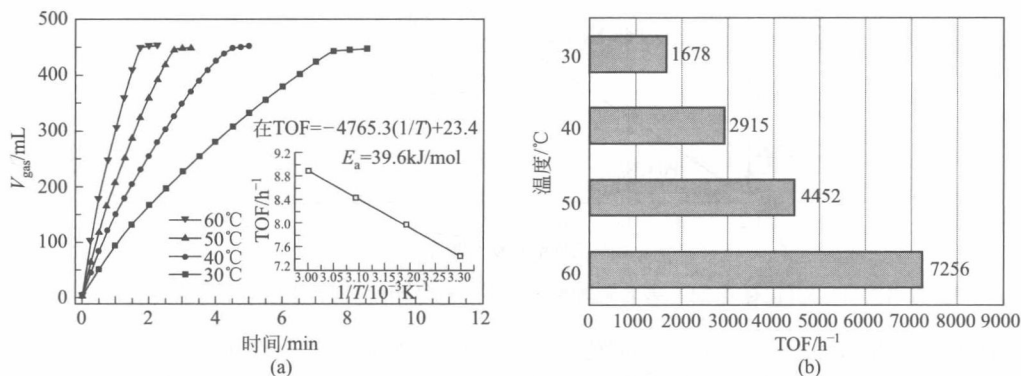 500
400
300
200
100
0
V_gas/mL
0 2 4 6 8 10 12
时间/min
(a)
60℃
50℃
40℃
30℃
在TOF=-4765.3(1/T)+23.4
E_a=39.6kJ/mol
9.2
8.8
8.4
8.0
7.6
7.2
TOF/h⁻¹
3.00 3.05 3.10 3.15 3.20 3.25 3.30
1/T/10⁻³K⁻¹
30
40
50
60
温度/℃
1678
2915
4452
7256
0 1000 2000 3000 4000 5000 6000 7000 8000 9000
TOF/h⁻¹
(b)